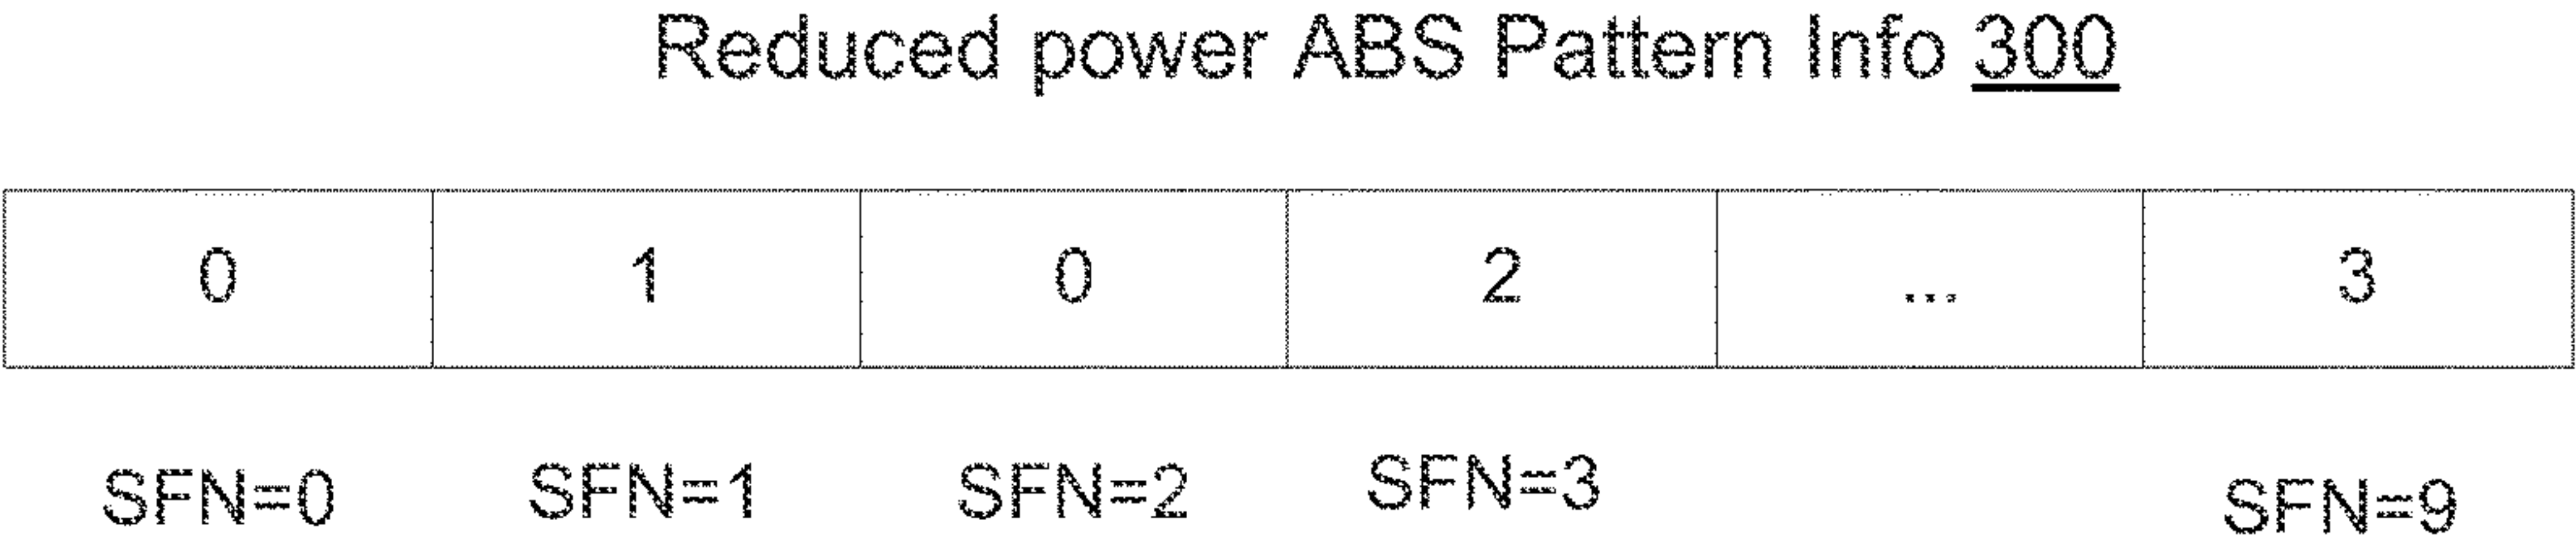 Reduced power ABS Pattern Info 300
0 1 0 2 ... 3
SFN=0 SFN=1 SFN=2 SFN=3 SFN=9